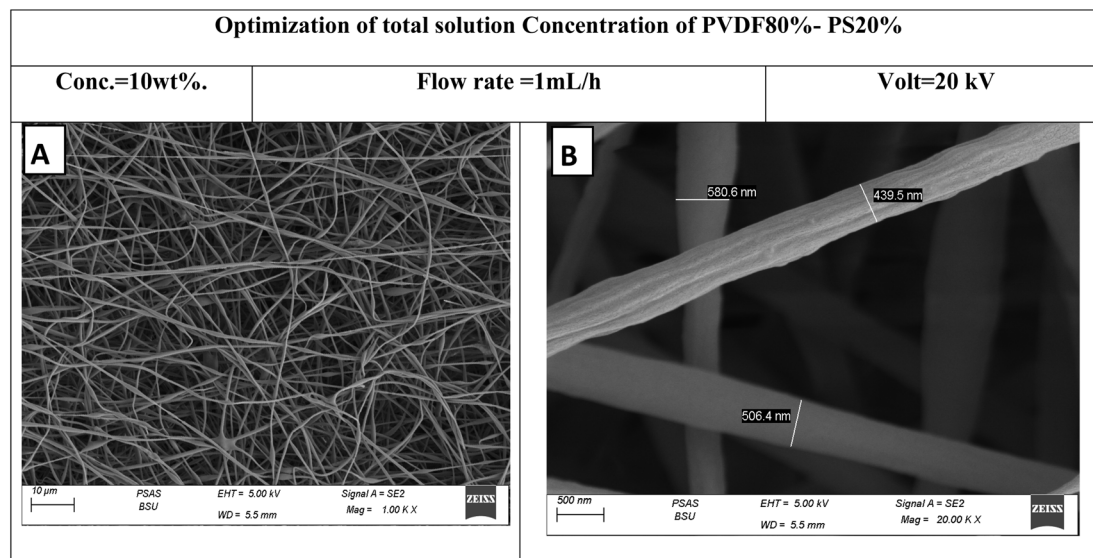 Optimization of total solution Concentration of PVDF80%- PS20%
Conc.=10wt%.
Flow rate =1mL/h
Volt=20 kV
A
10 µm
PSAS
BSU
EHT = 5.00 kV
WD = 5.5 mm
Signal A = SE2
Mag = 1.00 K X
ZEISS
B
580.6 nm
439.5 nm
506.4 nm
500 nm
PSAS
BSU
EHT = 5.00 kV
WD = 5.5 mm
Signal A = SE2
Mag = 20.00 K X
ZEISS